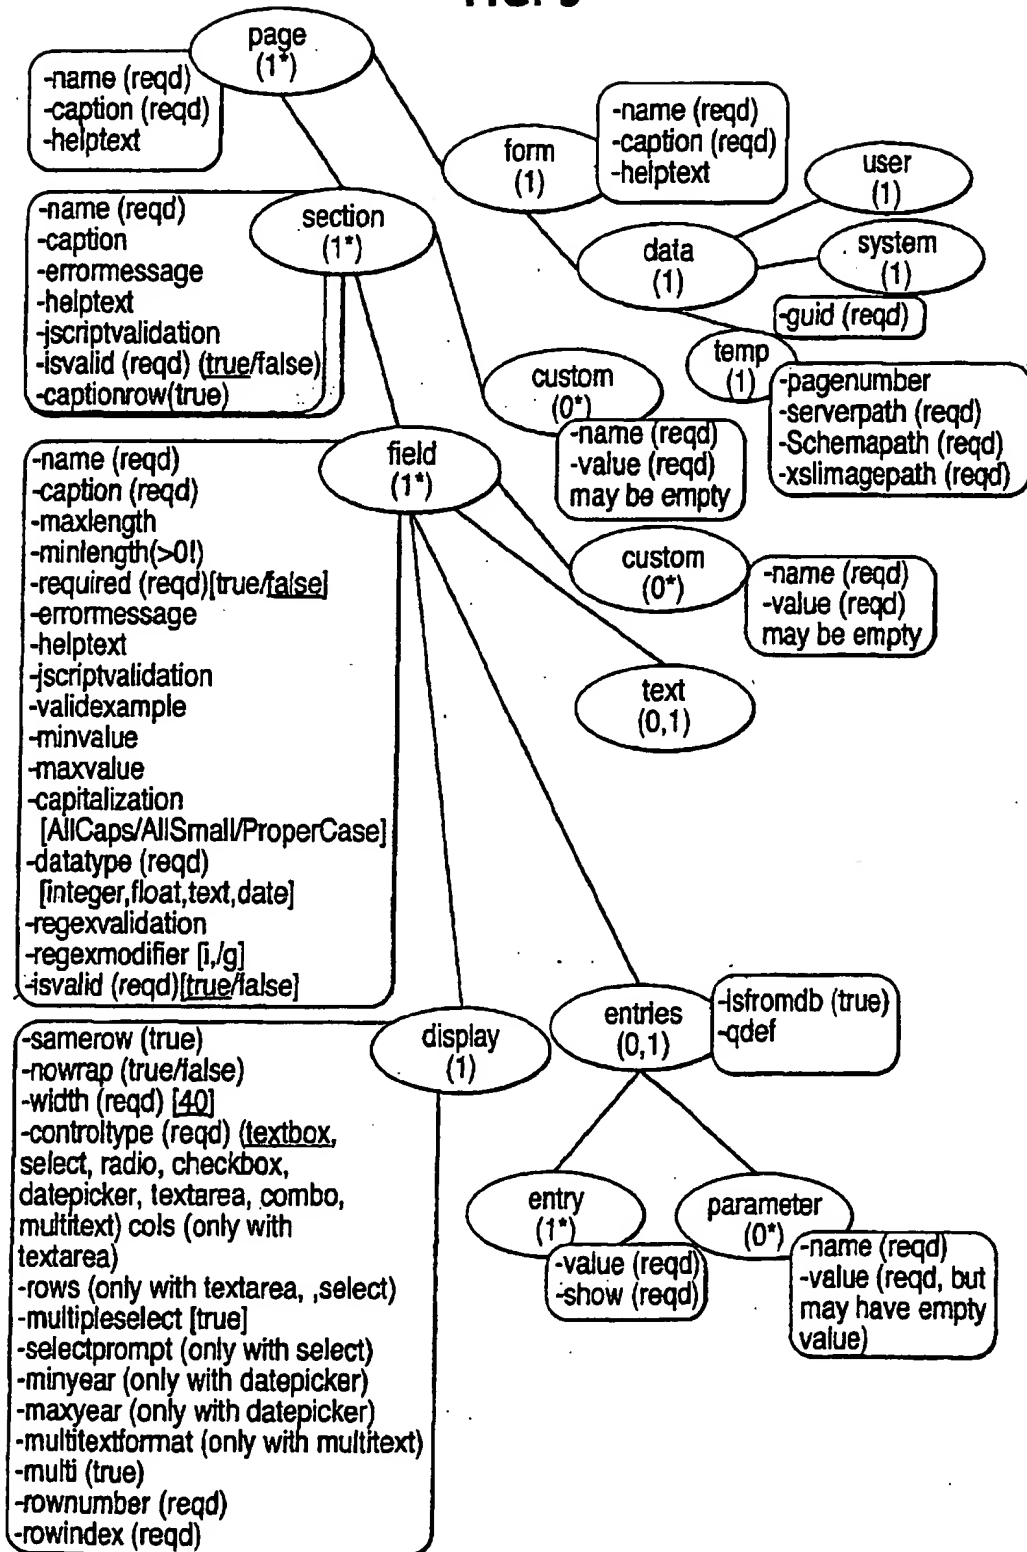 page
(1*)
-name (reqd)
-caption (reqd)
-helptext
form
(1)
-name (reqd)
-caption (reqd)
-helptext
user
(1)
data
(1)
system
(1)
-guid (reqd)
temp
(1)
-pagenumber
-serverpath (reqd)
-Schemapath (reqd)
-xslimagepath (reqd)
section
(1*)
-name (reqd)
-caption
-errormessage
-helptext
-jscriptvalidation
-isvalid (reqd) (true/false)
-captionrow(true)
custom
(0*)
-name (reqd)
-value (reqd)
may be empty
field
(1*)
-name (reqd)
-caption (reqd)
-maxlength
-minlength(>0!)
-required (reqd)[true/false]
-errormessage
-helptext
-jscriptvalidation
-validexample
-minvalue
-maxvalue
-capitalization
[AllCaps/AllSmall/ProperCase]
-datatype (reqd)
[integer,float,text,date]
-regexvalidation
-regexmodifier [i,/g]
-isvalid (reqd)[true/false]
custom
(0*)
-name (reqd)
-value (reqd)
may be empty
text
(0,1)
display
(1)
-samerow (true)
-nowrap (true/false)
-width (reqd) [40]
-controltype (reqd) (textbox,
select, radio, checkbox,
datepicker, textarea, combo,
multitext) cols (only with
textarea)
-rows (only with textarea, ,select)
-multipleselect [true]
-selectprompt (only with select)
-minyear (only with datepicker)
-maxyear (only with datepicker)
-multitextformat (only with multitext)
-multi (true)
-rownumber (reqd)
-rowindex (reqd)
entries
(0,1)
-isfromdb (true)
-qdef
entry
(1*)
-value (reqd)
-show (reqd)
parameter
(0*)
-name (reqd)
-value (reqd, but
may have empty
value)